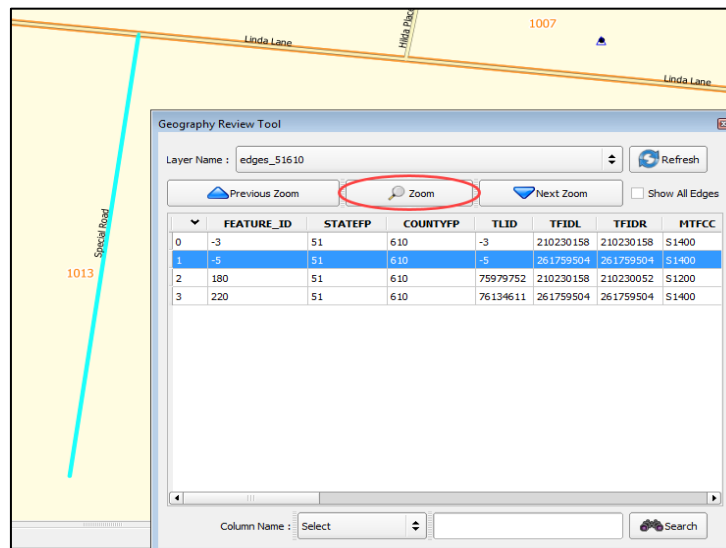 1007
Linda Lane
Hilda Place
Linda Lane
Special Road
1013
Geography Review Tool
Layer Name : edges_51610 Refresh
Previous Zoom Zoom Next Zoom Show All Edges
FEATURE_ID STATEFP COUNTYFP TLID TFIDL TFIDR MTFCC
0 -3 51 610 -3 210230158 210230158 S1400
1 -5 51 610 -5 261759504 261759504 S1400
2 180 51 610 75979752 210230158 210230052 S1200
3 220 51 610 76134611 261759504 261759504 S1400
Column Name : Select Search